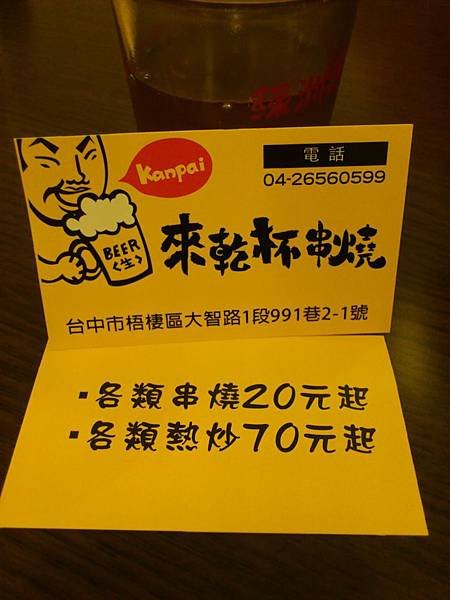 Kanpai
電話
04-26560599
BEER
<生>
來乾杯串燒
台中市梧棲區大智路1段991巷2-1號
▪各類串燒20元起
▪各類熱炒70元起